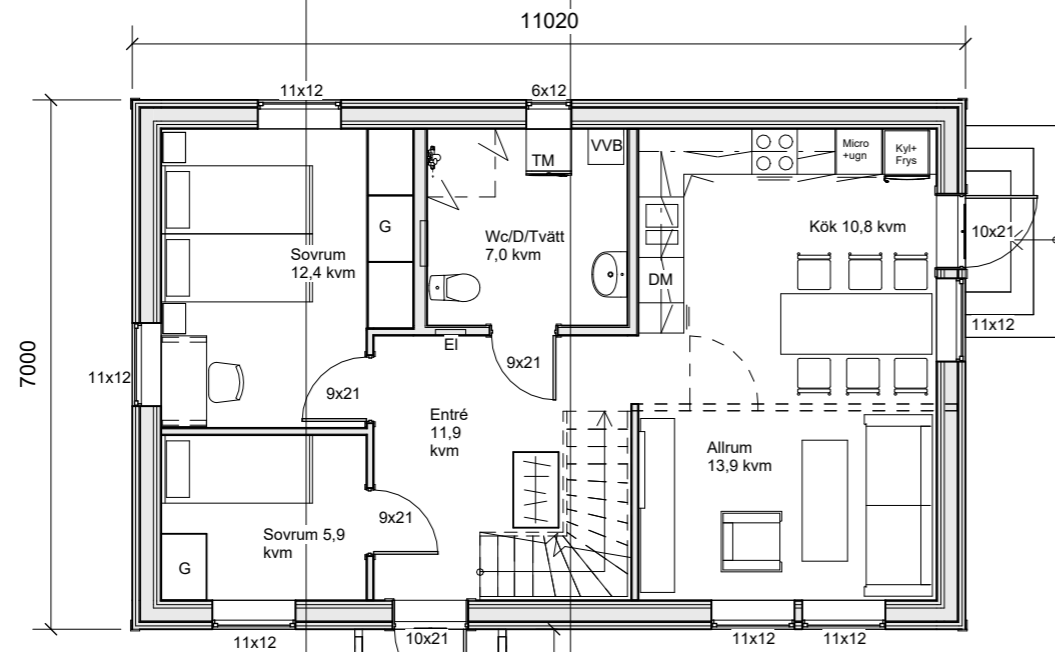 11020
11x12
6x12
TM
VVB
Micro
+ugn
Kyl+
Frys
G
Sovrum
12,4 kvm
Wc/D/Tvätt
7,0 kvm
Kök 10,8 kvm
10x21
DM
7000
11x12
11x12
El
9x21
9x21
Entré
11,9
kvm
Allrum
13,9 kvm
9x21
Sovrum 5,9
kvm
G
11x12
10x21
11x12
11x12